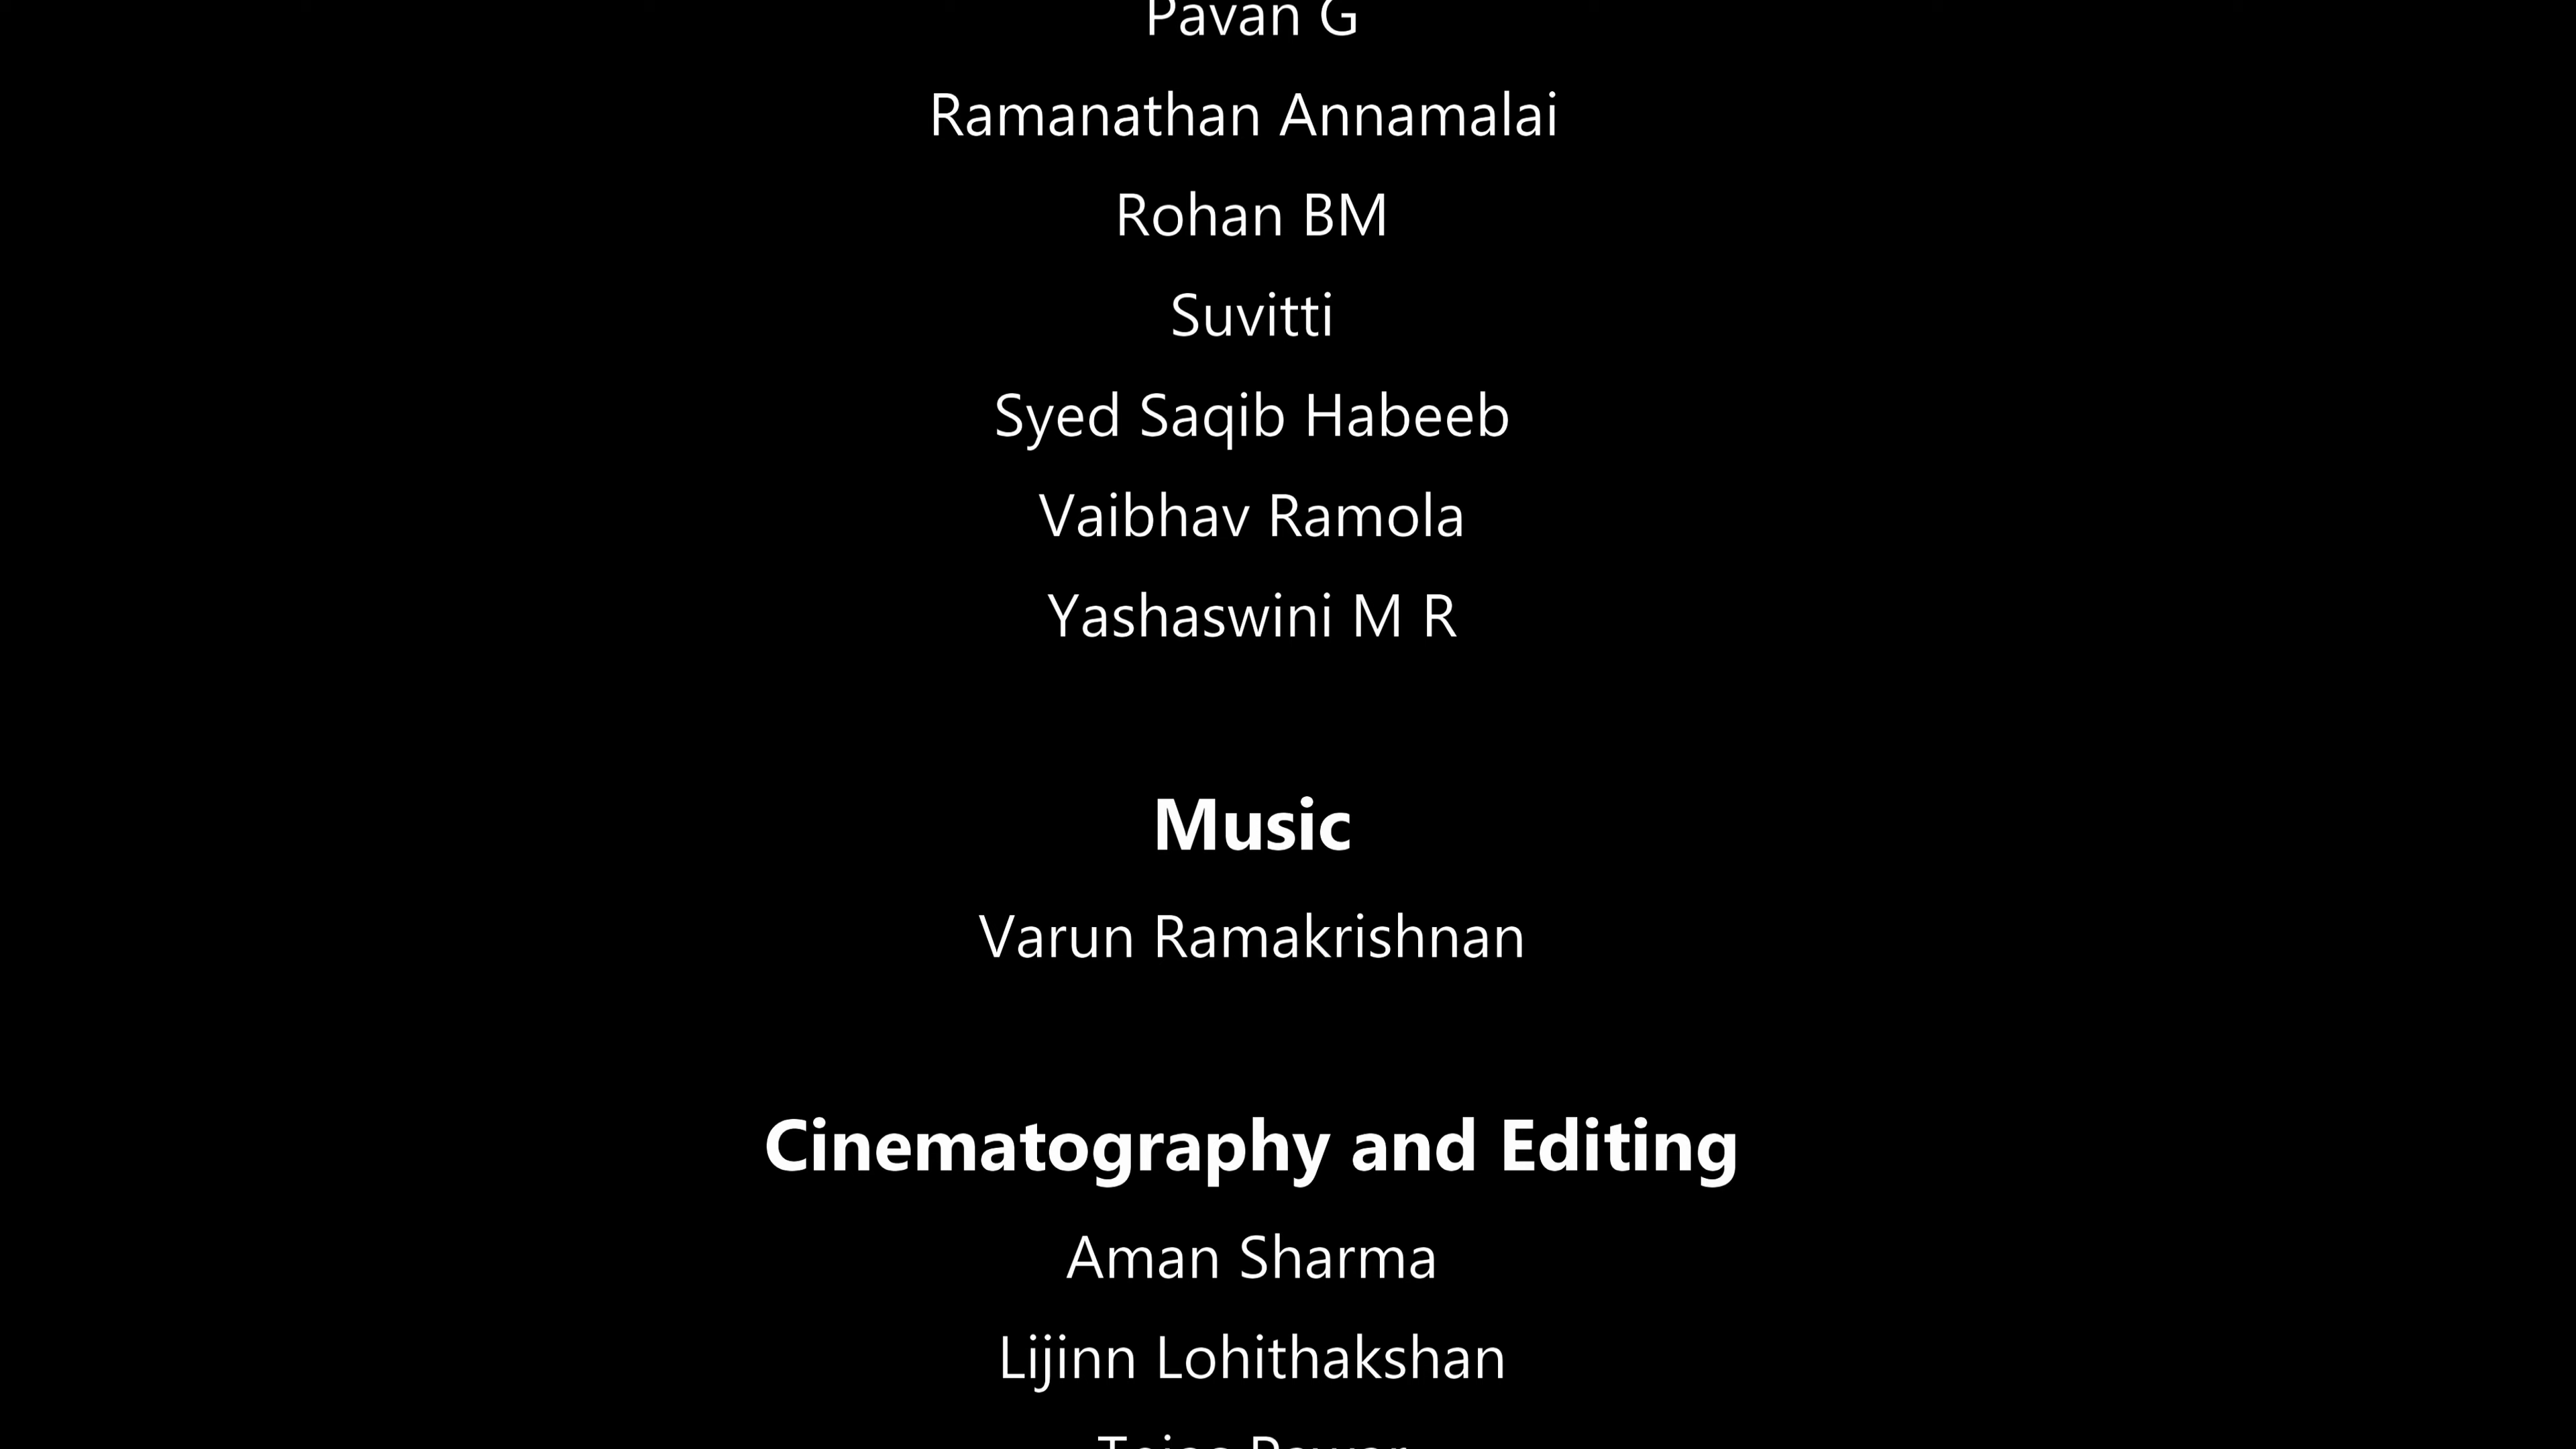 Pavan G
Ramanathan Annamalai
Rohan BM
Suvitti
Syed Saqib Habeeb
Vaibhav Ramola
Yashaswini M R
Music
Varun Ramakrishnan
Cinematography and Editing
Aman Sharma
Lijinn Lohithakshan